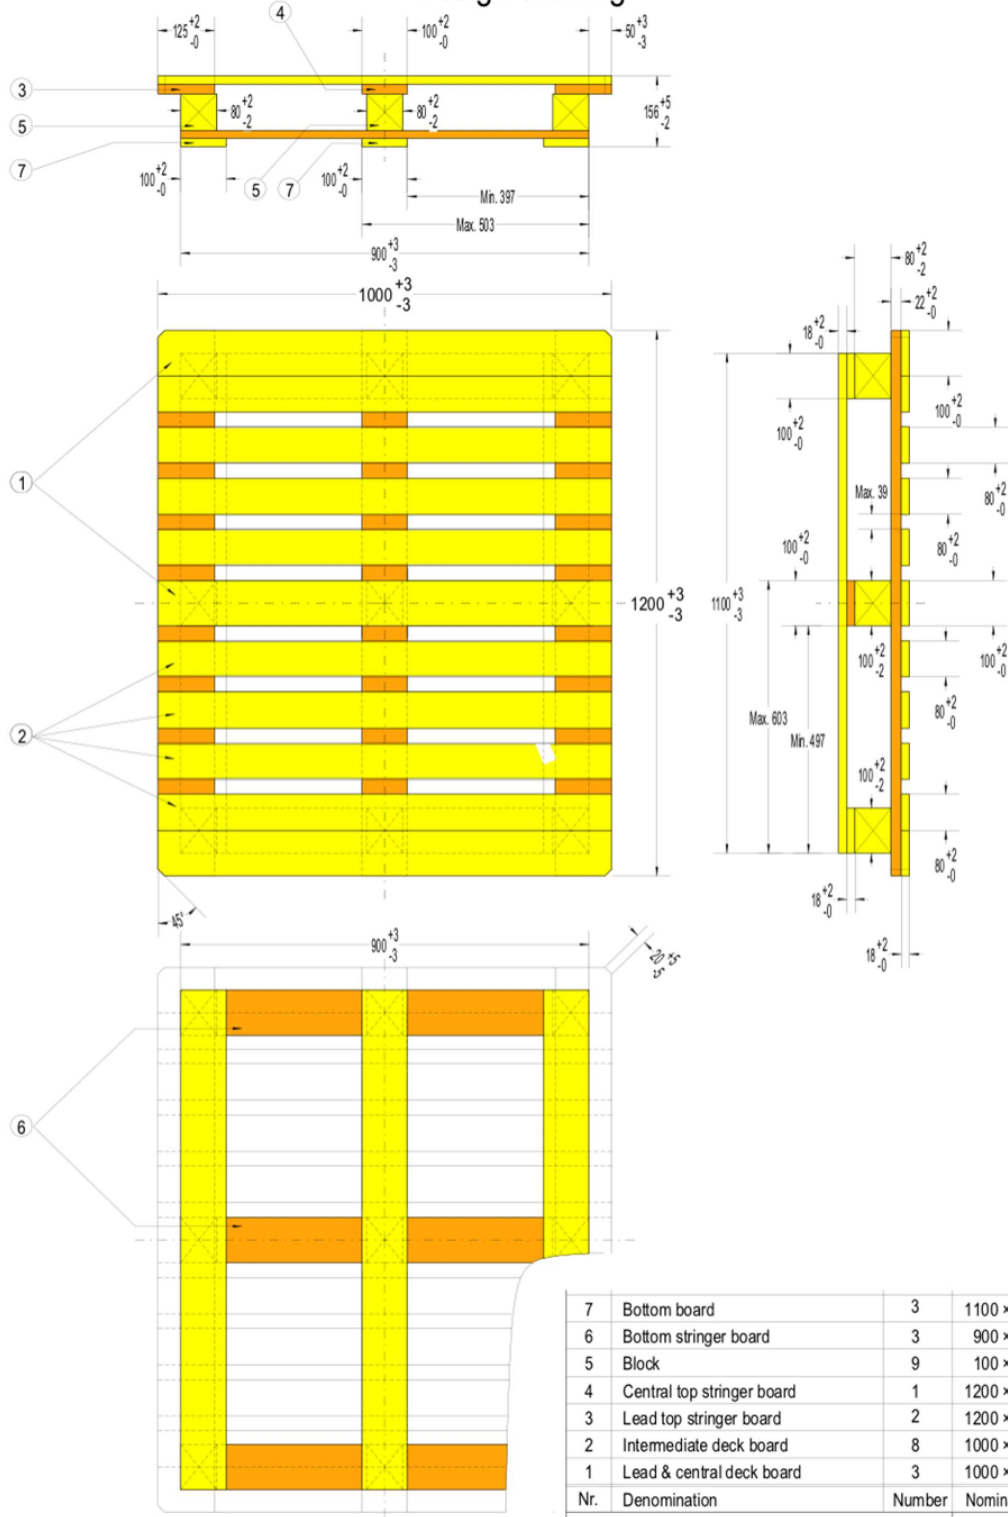 4
125 +2 -0
100 +2 -0
50 +3 -3
3
80 +2 -2
80 +2 -2
156 +5 -2
5
7
100 +2 -0
5
100 +2 -0
7
Min. 397
Max. 503
900 +3 -3
1000 +3 -3
80 +2 -2
22 +2 -0
18 +2 -0
100 +2 -0
100 +2 -0
1
Max. 39
80 +2 -0
100 +2 -0
80 +2 -0
1200 +3 -3
1100 +3 -3
100 +2 -2
100 +2 -0
80 +2 -0
Max. 603
Min. 497
2
100 +2 -2
80 +2 -0
18 +2 -0
45°
900 +3 -3
20 +5 -5
18 +2 -0
6
7 Bottom board 3 1100 ×
6 Bottom stringer board 3 900 ×
5 Block 9 100 ×
4 Central top stringer board 1 1200 ×
3 Lead top stringer board 2 1200 ×
2 Intermediate deck board 8 1000 ×
1 Lead & central deck board 3 1000 ×
Nr. Denomination Number Nomin